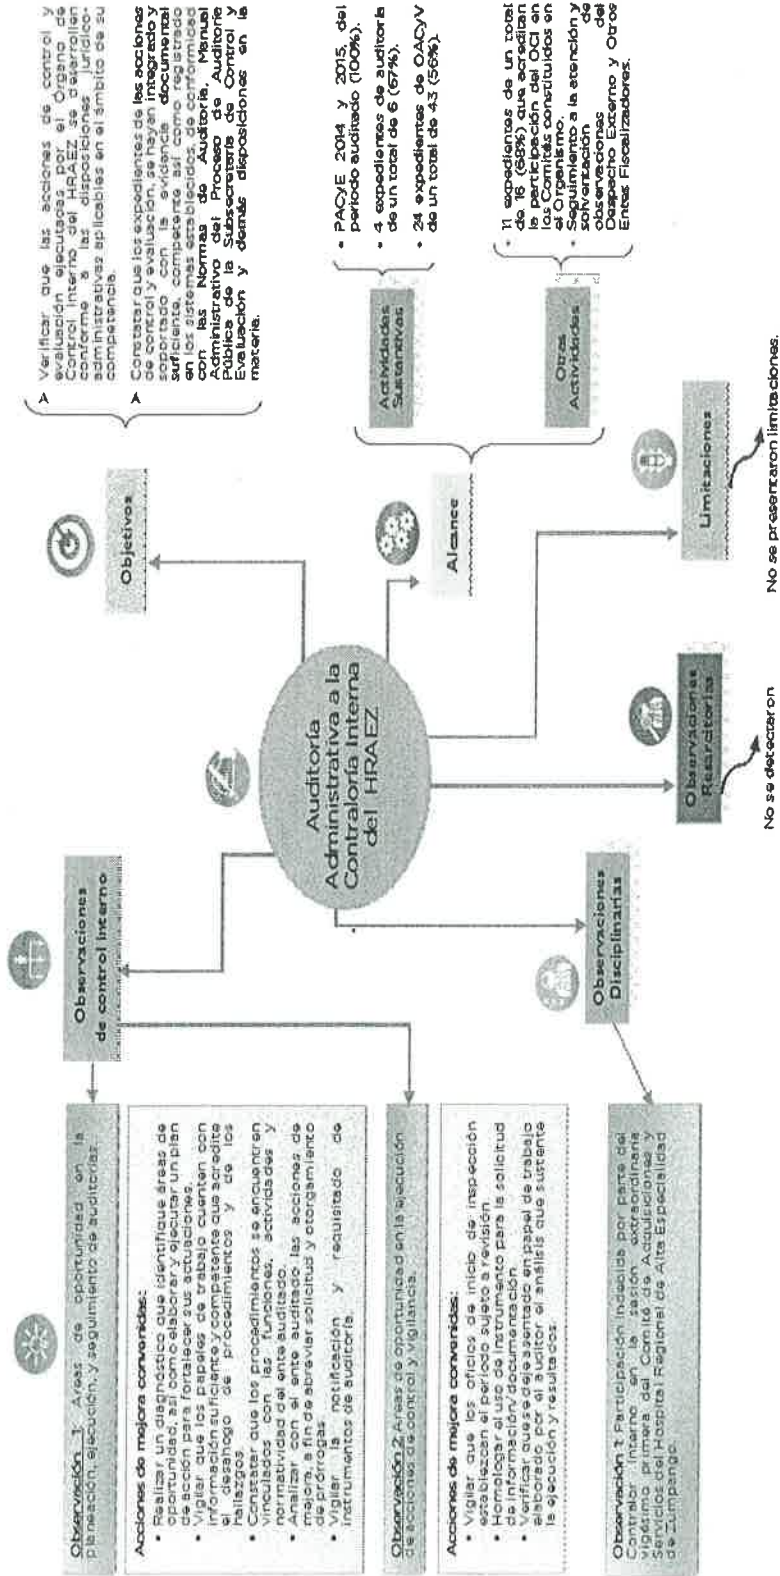 Observación 1: Áreas de oportunidad en la
planeación, ejecución, y seguimiento de auditorías.
Acciones de mejora convenidas:
• Realizar un diagnóstico que identifique áreas de
oportunidad, así como elaborar y ejecutar un plan
de acción para fortalecer sus actuaciones.
• Vigilar que los papeles de trabajo cuenten con
información suficiente y competente que acredite
el desahogo de procedimientos y de los
hallazgos.
• Constatar que los procedimientos se encuentren
vinculados con las funciones, actividades y
normatividad del ente auditado.
• Analizar con el ente auditado las acciones de
mejora, a fin de abreviar solicitud y otorgamiento
de prórrogas.
• Vigilar la notificación y requisitado de
instrumentos de auditoría.
Observación 2: Áreas de oportunidad en la ejecución
de acciones de control y vigilancia.
Acciones de mejora convenidas:
• Vigilar que los oficios de inicio de inspección
establezcan el período sujeto a revisión.
• Homologar el uso de instrumento para la solicitud
de información/documentación.
• Verificar que se deje asentado en papel de trabajo
elaborado por el auditor el análisis que sustente
la ejecución y resultados.
Observación 1: Participación indebida por parte del
Contralor Interno en la sesión extraordinaria
vigésimo primera del Comité de Adquisiciones y
Servicios del Hospital Regional de Alta Especialidad
de Zumpango.
Observaciones
de control interno
Observaciones
Disciplinarias
Auditoría
Administrativa a la
Contraloría Interna
del HRAEZ
Observaciones
Resarcitorias
No se detectaron
Limitaciones
No se presentaron limitaciones.
Objetivos
➢ Verificar que las acciones de control y
evaluación ejecutadas por el Órgano de
Control Interno del HRAEZ se desarrollen
conforme a las disposiciones jurídico-
administrativas aplicables en el ámbito de su
competencia.
➢ Constatar que los expedientes de las acciones
de control y evaluación, se hayan integrado y
soportado con la evidencia documental
suficiente, competente así como registrado
en los sistemas establecidos, de conformidad
con las Normas de Auditoría, Manual
Administrativo del Proceso de Auditoría
Pública de la Subsecretaría de Control y
Evaluación y demás disposiciones en la
materia.
Alcance
Actividades
Sustantivas
• PACyE 2014 y 2015, del
periodo auditado (100%).
• 4 expedientes de auditoría
de un total de 6 (67%).
• 24 expedientes de OACyV
de un total de 43 (56%).
Otras
Actividades
• 11 expedientes de un total
de 16 (68%) que acreditan
la participación del OCI en
los Comités constituidos en
el Organismo.
• Seguimiento a la atención y
solventación de
observaciones del
Despacho Externo y Otros
Entes Fiscalizadores.